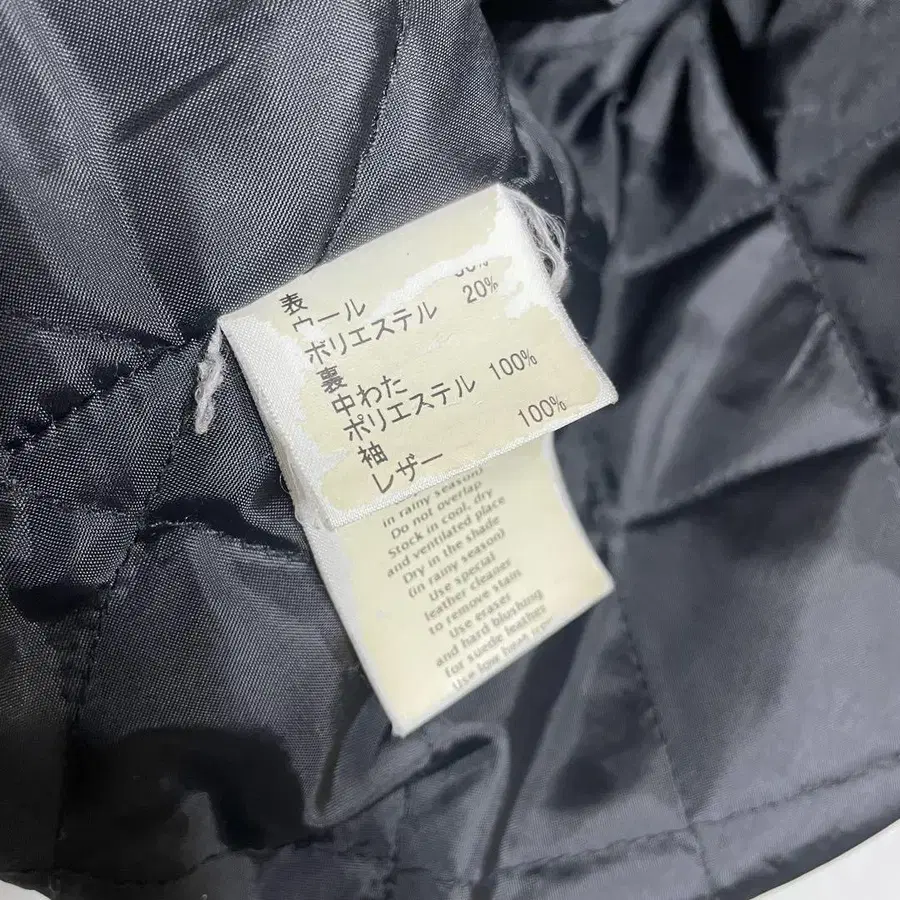 表
ウール
ポリエステル 20%
裏
中わた
ポリエステル 100%
袖
レザー 100%
in rainy season)
Do not overlap
Stock in cool, dry
and ventilated place
Dry in the shade
(in rainy season)
Use special
leather cleaner
to remove stain
Use eraser
and hard blushing
for suede leather
Use low heat